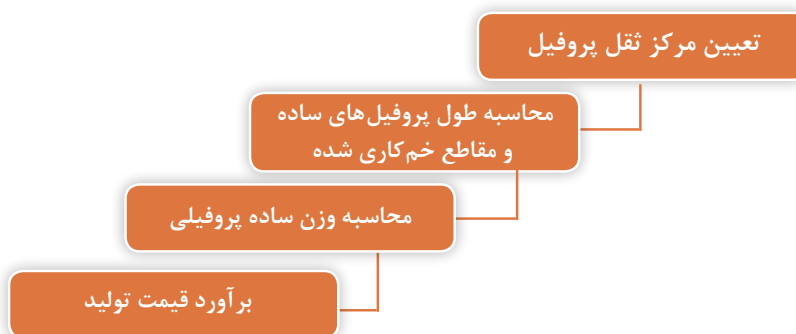 تعیین مرکز ثقل پروفیل
محاسبه طول پروفیل‌های ساده
و مقاطع خم‌کاری شده
محاسبه وزن ساده پروفیلی
برآورد قیمت تولید